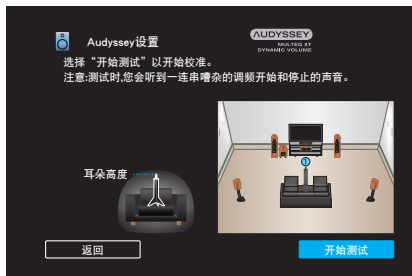 Audyssey设置
AUDYSSEY
MULTEQ XT
DYNAMIC VOLUME
选择“开始测试”以开始校准。
注意:测试时,您会听到一连串嘈杂的调频开始和停止的声音。
耳朵高度
1
返回
开始测试